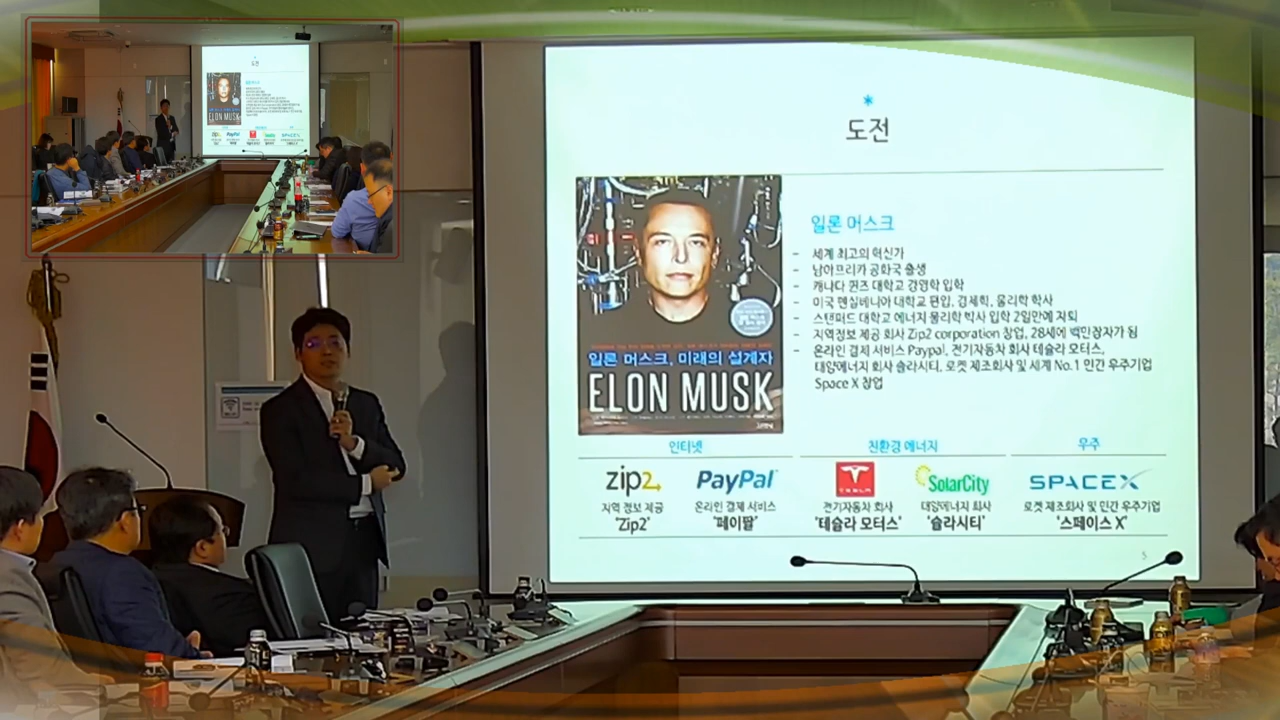 *
도전
일론 머스크
- 세계 최고의 혁신가
- 남아프리카 공화국 출생
- 캐나다 퀸즈 대학교 경영학 입학
- 미국 펜실베니아 대학교 편입, 경제학, 물리학 학사
- 스탠퍼드 대학교 에너지 물리학 박사 입학 2일만에 자퇴
- 지역정보 제공 회사 Zip2 corporation 창업, 28세에 백만장자가 됨
- 온라인 결제 서비스 Paypal, 전기자동차 회사 테슬라 모터스,
태양에너지 회사 솔라시티, 로켓 제조회사 및 세계 No.1 민간 우주기업
Space X 창업
일론 머스크, 미래의 설계자
ELON MUSK
인터넷
친환경 에너지
우주
zip2
PayPal
TESLA
SolarCity
SPACEX
지역 정보 제공
온라인 결제 서비스
전기자동차 회사
태양에너지 회사
로켓 제조회사 및 민간 우주기업
'Zip2'
'페이팔'
'테슬라 모터스'
'솔라시티'
'스페이스 X'
5